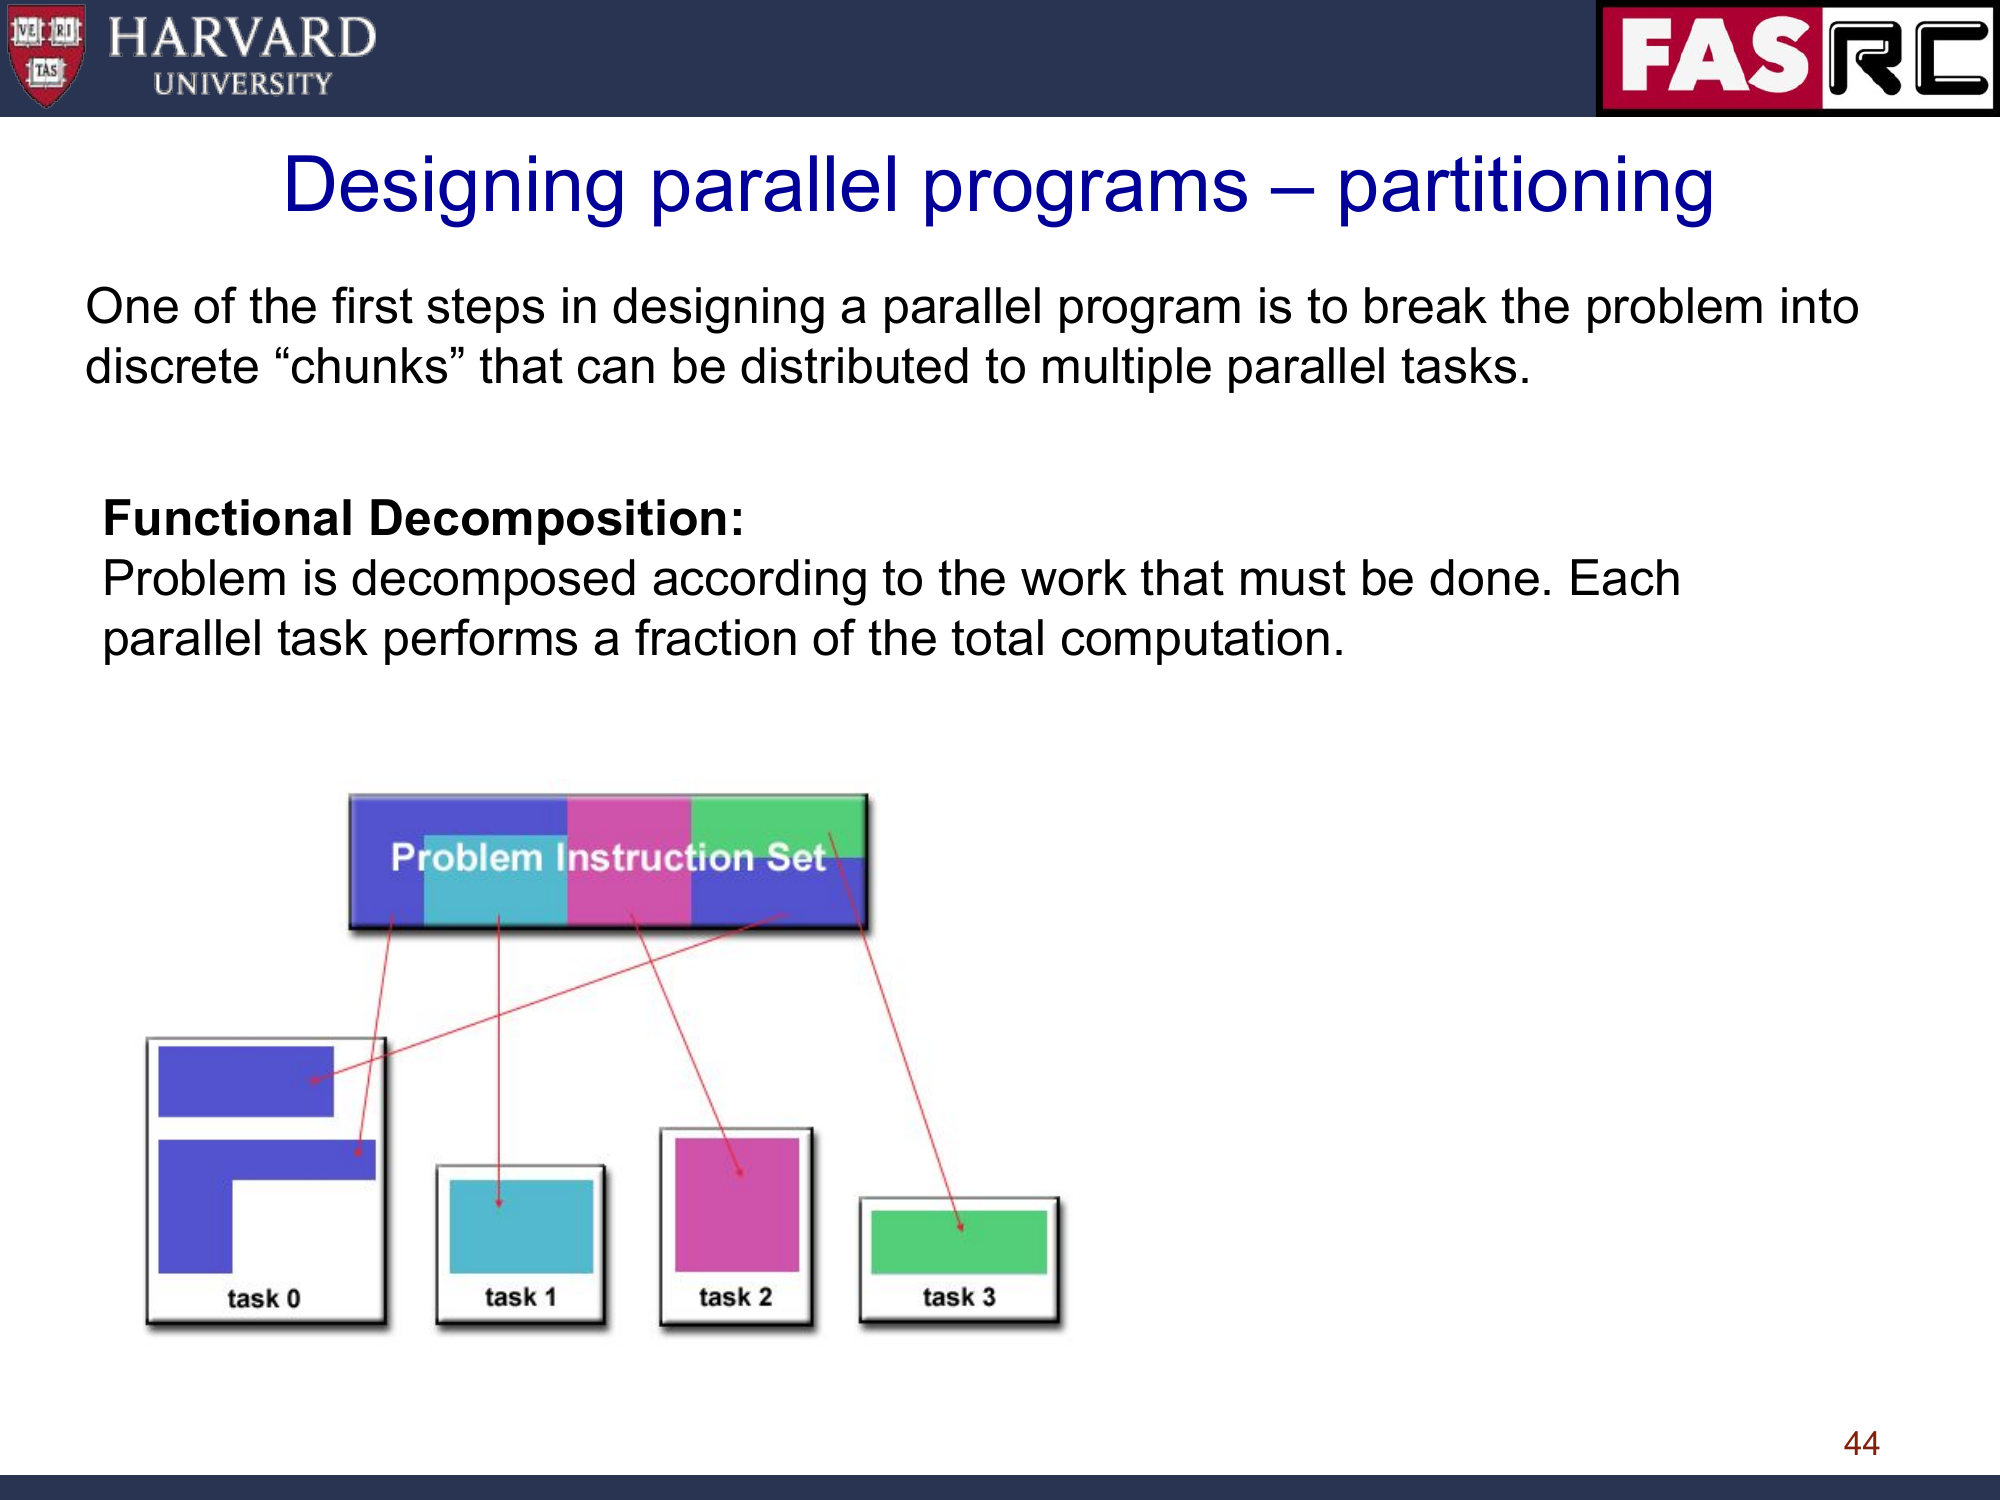 VE RI
TAS
HARVARD
UNIVERSITY
FASRC
Designing parallel programs – partitioning
One of the first steps in designing a parallel program is to break the problem into
discrete “chunks” that can be distributed to multiple parallel tasks.
Functional Decomposition:
Problem is decomposed according to the work that must be done. Each
parallel task performs a fraction of the total computation.
Problem Instruction Set
task 0
task 1
task 2
task 3
44